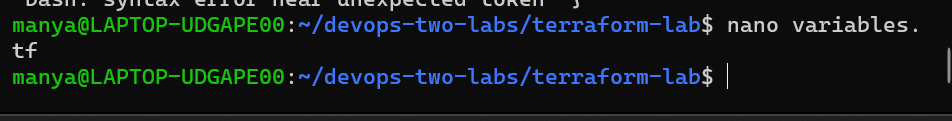 bash: syntax error near unexpected token `}'
manya@LAPTOP-UDGAPE00:~/devops-two-labs/terraform-lab$ nano variables.
tf
manya@LAPTOP-UDGAPE00:~/devops-two-labs/terraform-lab$